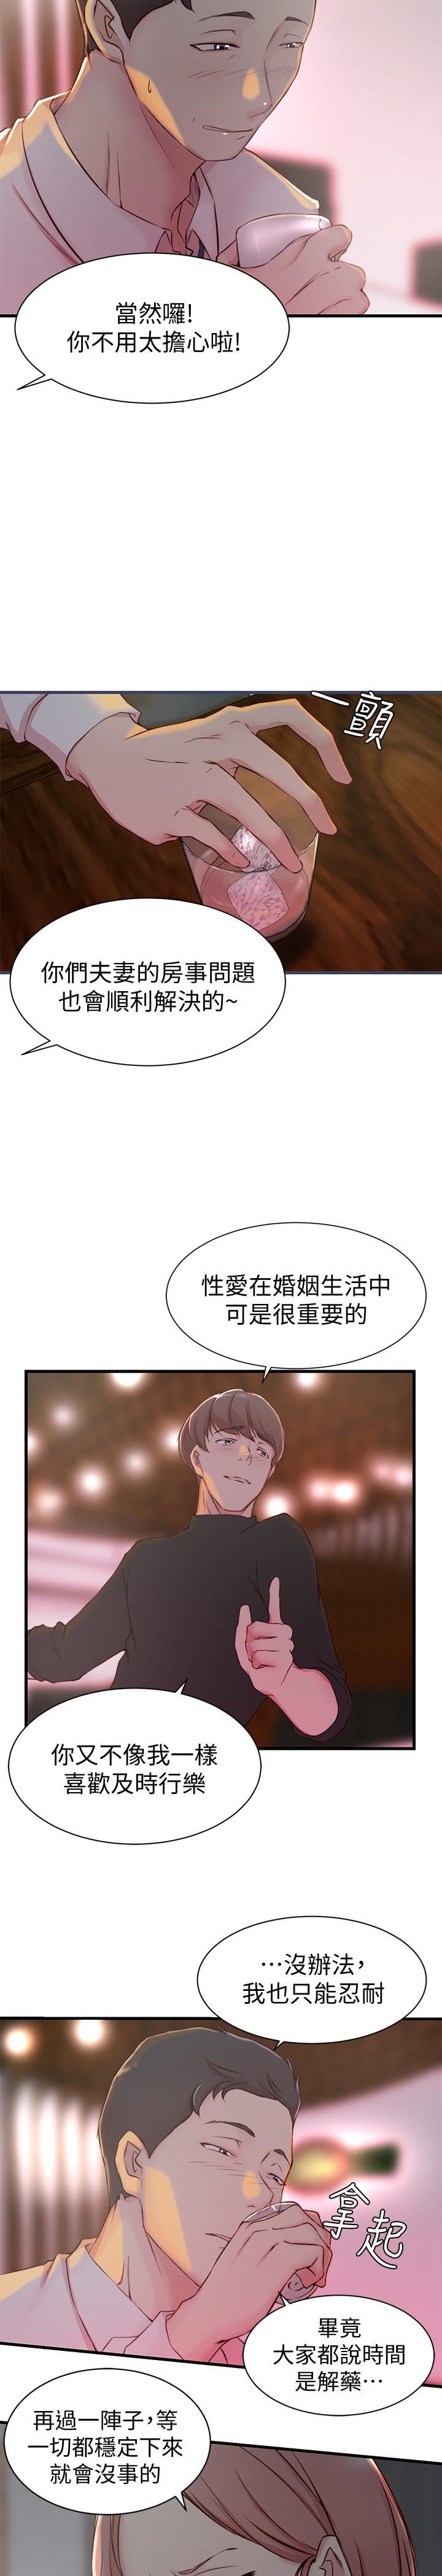 當然囉!
你不用太擔心啦!
一顫
你們夫妻的房事問題
也會順利解決的~
性愛在婚姻生活中
可是很重要的
你又不像我一樣
喜歡及時行樂
…沒辦法,
我也只能忍耐
拿起
畢竟
大家都說時間
是解藥…
再過一陣子,等
一切都穩定下來
就會沒事的